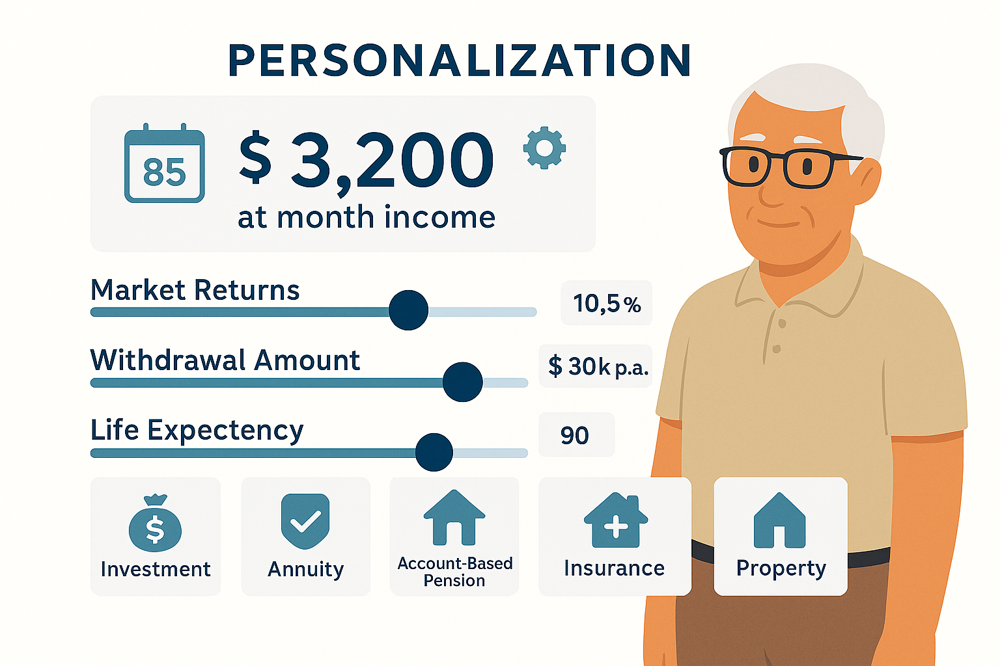 PERSONALIZATION
85
$ 3,200
at month income
Market Returns
10,5%
Withdrawal Amount
$ 30k p.a.
Life Expectency
90
$
Investment
Annuity
Account-Based
Pension
Insurance
Property